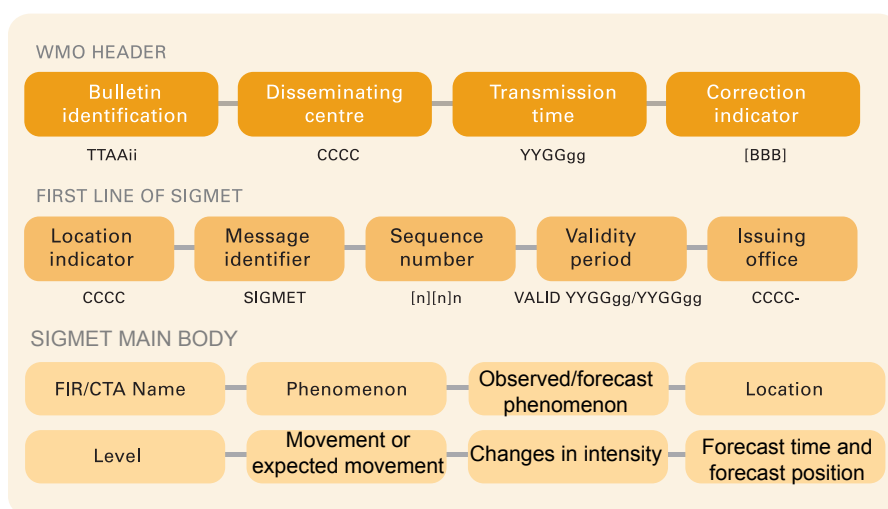 WMO HEADER
Bulletin identification
Disseminating centre
Transmission time
Correction indicator
TTAAii
CCCC
YYGGgg
[BBB]
FIRST LINE OF SIGMET
Location indicator
Message identifier
Sequence number
Validity period
Issuing office
CCCC
SIGMET
[n][n]n
VALID YYGGgg/YYGGgg
CCCC-
SIGMET MAIN BODY
FIR/CTA Name
Phenomenon
Observed/forecast phenomenon
Location
Level
Movement or expected movement
Changes in intensity
Forecast time and forecast position